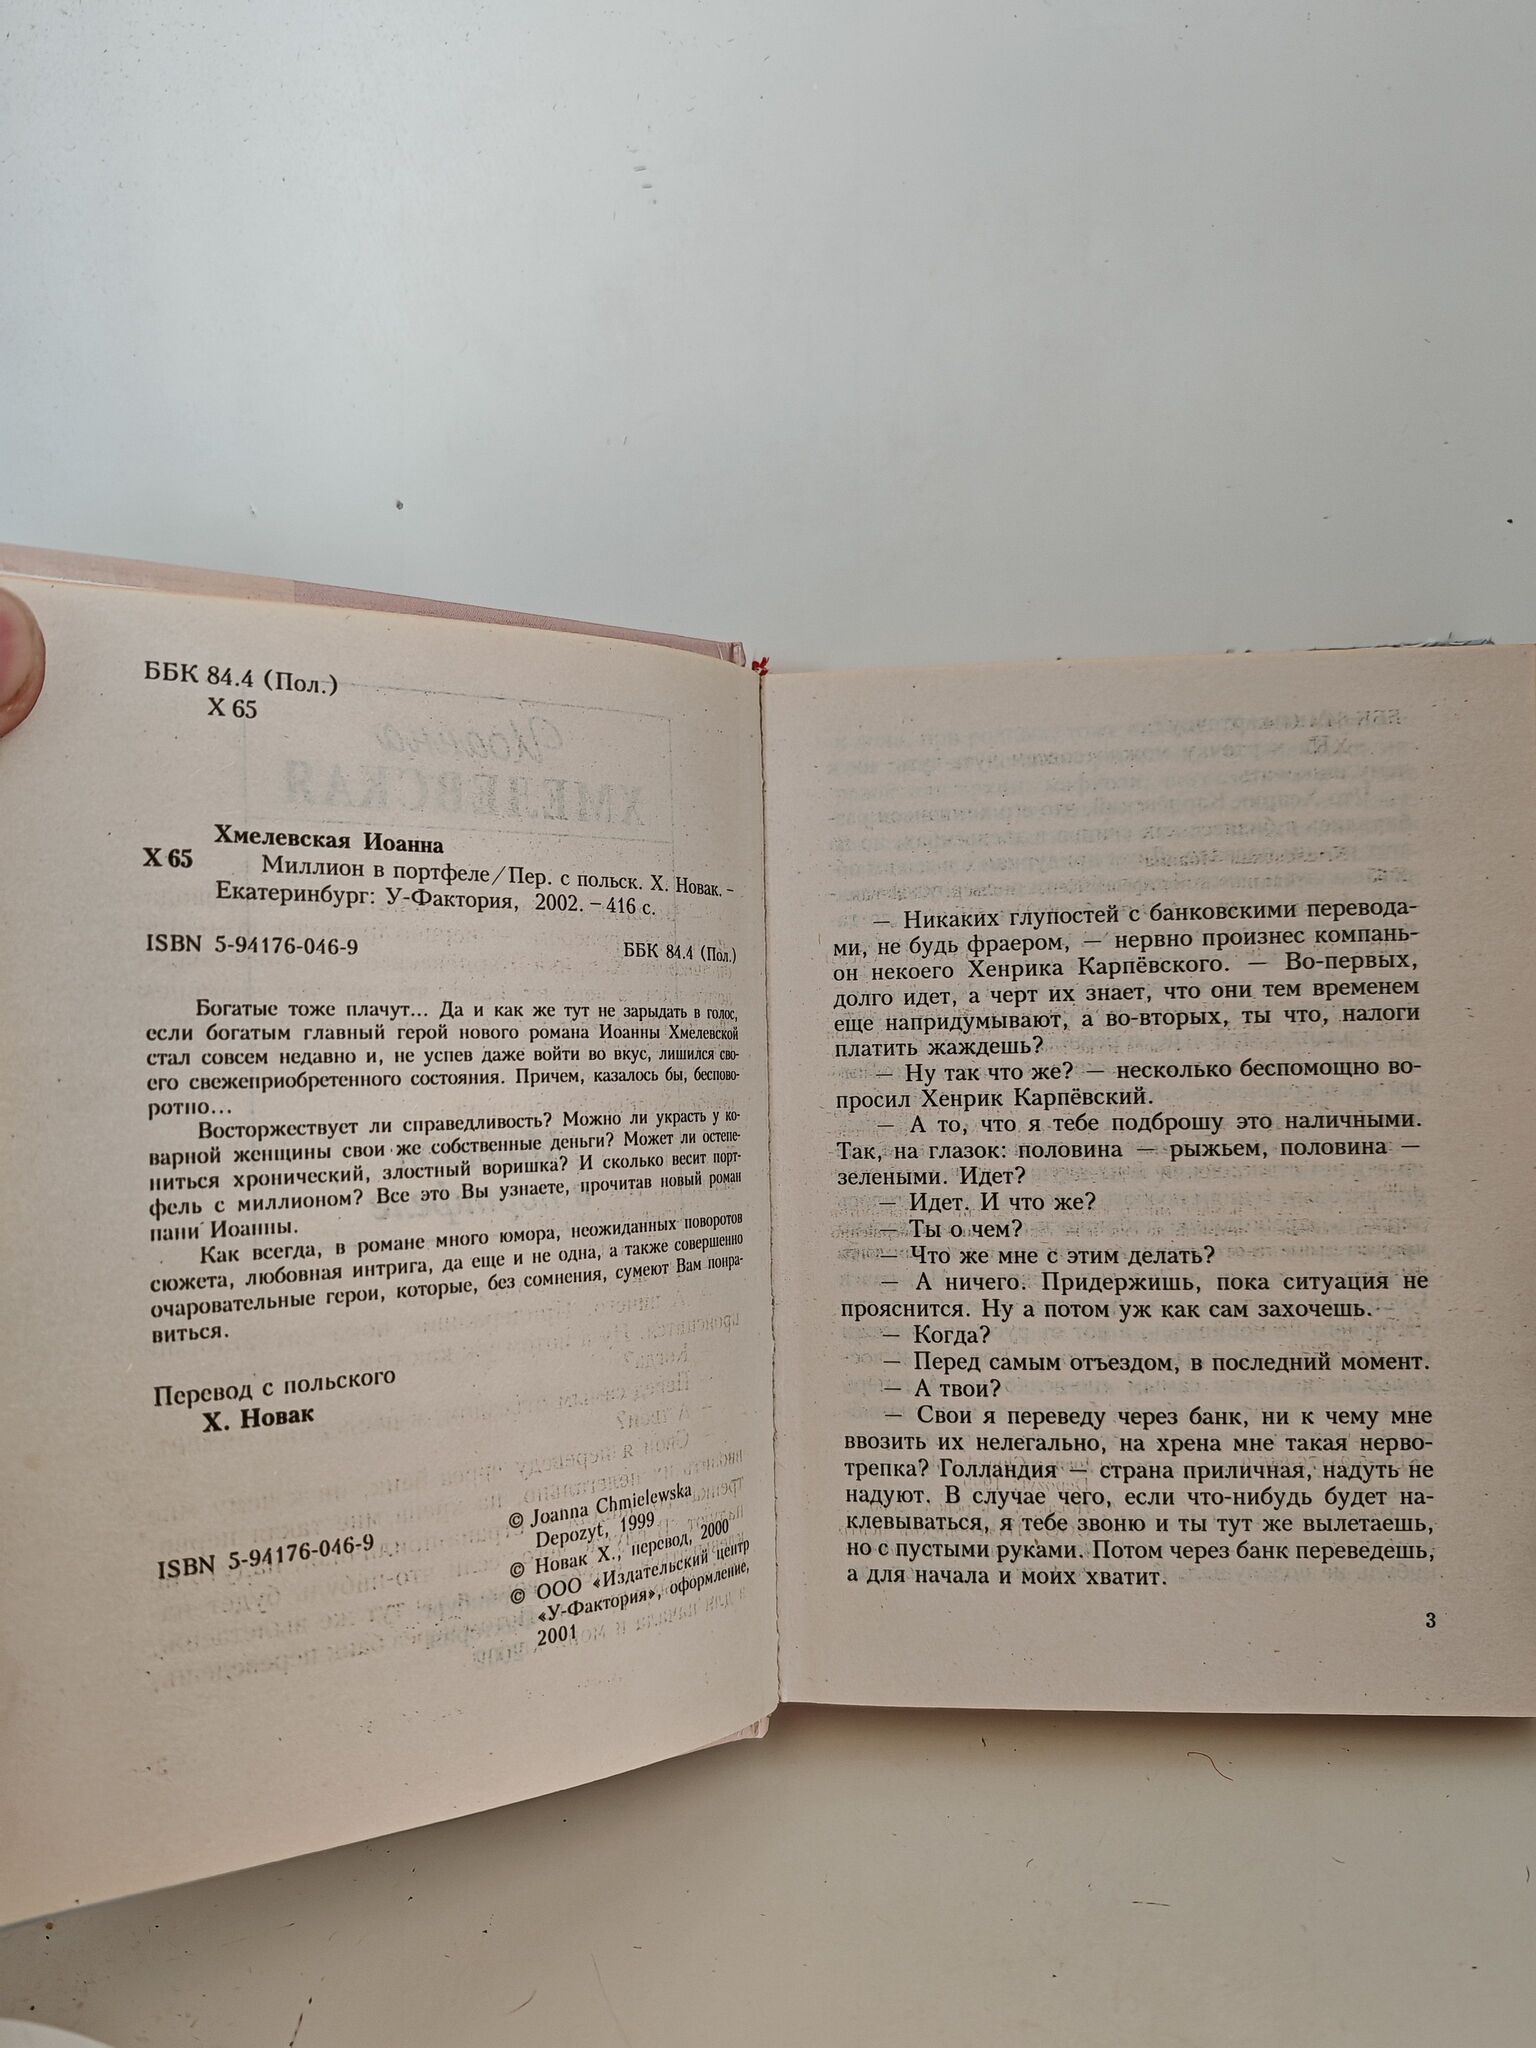 ББК 84.4 (Пол.)
Х 65
Хмелевская Иоанна
Х 65
Миллион в портфеле/Пер. с польск. Х. Новак. –
Екатеринбург: У-Фактория, 2002. – 416 с.
ISBN 5-94176-046-9
ББК 84.4 (Пол.)
Богатые тоже плачут... Да и как же тут не зарыдать в голос,
если богатым главный герой нового романа Иоанны Хмелевской
стал совсем недавно и, не успев даже войти во вкус, лишился сво-
его свежеприобретенного состояния. Причем, казалось бы, беспово-
ротно...
Восторжествует ли справедливость? Можно ли украсть у ко-
варной женщины свои же собственные деньги? Может ли остепе-
ниться хронический, злостный воришка? И сколько весит порт-
фель с миллионом? Все это Вы узнаете, прочитав новый роман
пани Иоанны.
Как всегда, в романе много юмора, неожиданных поворотов
сюжета, любовная интрига, да еще и не одна, а также совершенно
очаровательные герои, которые, без сомнения, сумеют Вам понра-
виться.
Перевод с польского
Х. Новак
© Joanna Chmielewska
Depozyt, 1999
© Новак Х., перевод, 2000
© ООО «Издательский центр
«У-Фактория», оформление,
2001
ISBN 5-94176-046-9
— Никаких глупостей с банковскими перевода-
ми, не будь фраером, — нервно произнес компань-
он некоего Хенрика Карпёвского. — Во-первых,
долго идет, а черт их знает, что они тем временем
еще напридумывают, а во-вторых, ты что, налоги
платить жаждешь?
— Ну так что же? — несколько беспомощно во-
просил Хенрик Карпёвский.
— А то, что я тебе подброшу это наличными.
Так, на глазок: половина — рыжьем, половина —
зелеными. Идет?
— Идет. И что же?
— Ты о чем?
— Что же мне с этим делать?
— А ничего. Придержишь, пока ситуация не
прояснится. Ну а потом уж как сам захочешь.
— Когда?
— Перед самым отъездом, в последний момент.
— А твои?
— Свои я переведу через банк, ни к чему мне
ввозить их нелегально, на хрена мне такая нерво-
трепка? Голландия — страна приличная, надуть не
надуют. В случае чего, если что-нибудь будет на-
клевываться, я тебе звоню и ты тут же вылетаешь,
но с пустыми руками. Потом через банк переведешь,
а для начала и моих хватит.
3